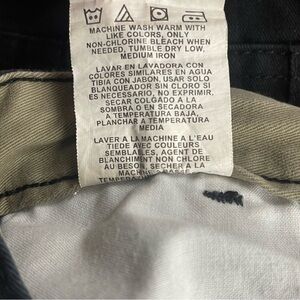 MACHINE WASH WARM WITH
LIKE COLORS, ONLY
NON-CHLORINE BLEACH WHEN
NEEDED, TUMBLE DRY LOW,
MEDIUM IRON
LAVAR EN LAVADORA CON
COLORES SIMILARES EN AGUA
TIBIA CON JABON, USAR SOLO
BLANQUEADOR SIN CLORO SI
ES NECESARIO, NO EXPRIMIR.
SECAR COLGADO A LA
SOMBRA O EN SECADORA
A TEMPERATURA BAJA,
PLANCHAR A TEMPERATURA
MEDIA
LAVER A LA MACHINE A L'EAU
TIEDE AVEC COULEURS
SEMBLABLES, AGENT DE
BLANCHIMENT NON CHLORE
AU BESOIN, SECHER A LA
MACHINE A BASSE